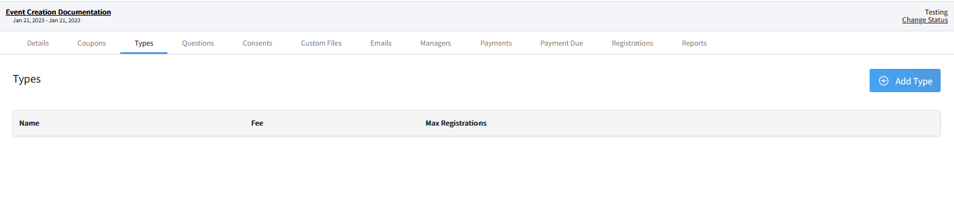 Event Creation Documentation
Jan 21, 2023 - Jan 21, 2023
Testing
Change Status
Details Coupons Types Questions Consents Custom Files Emails Managers Payments Payment Due Registrations Reports
Types
Add Type
Name Fee Max Registrations